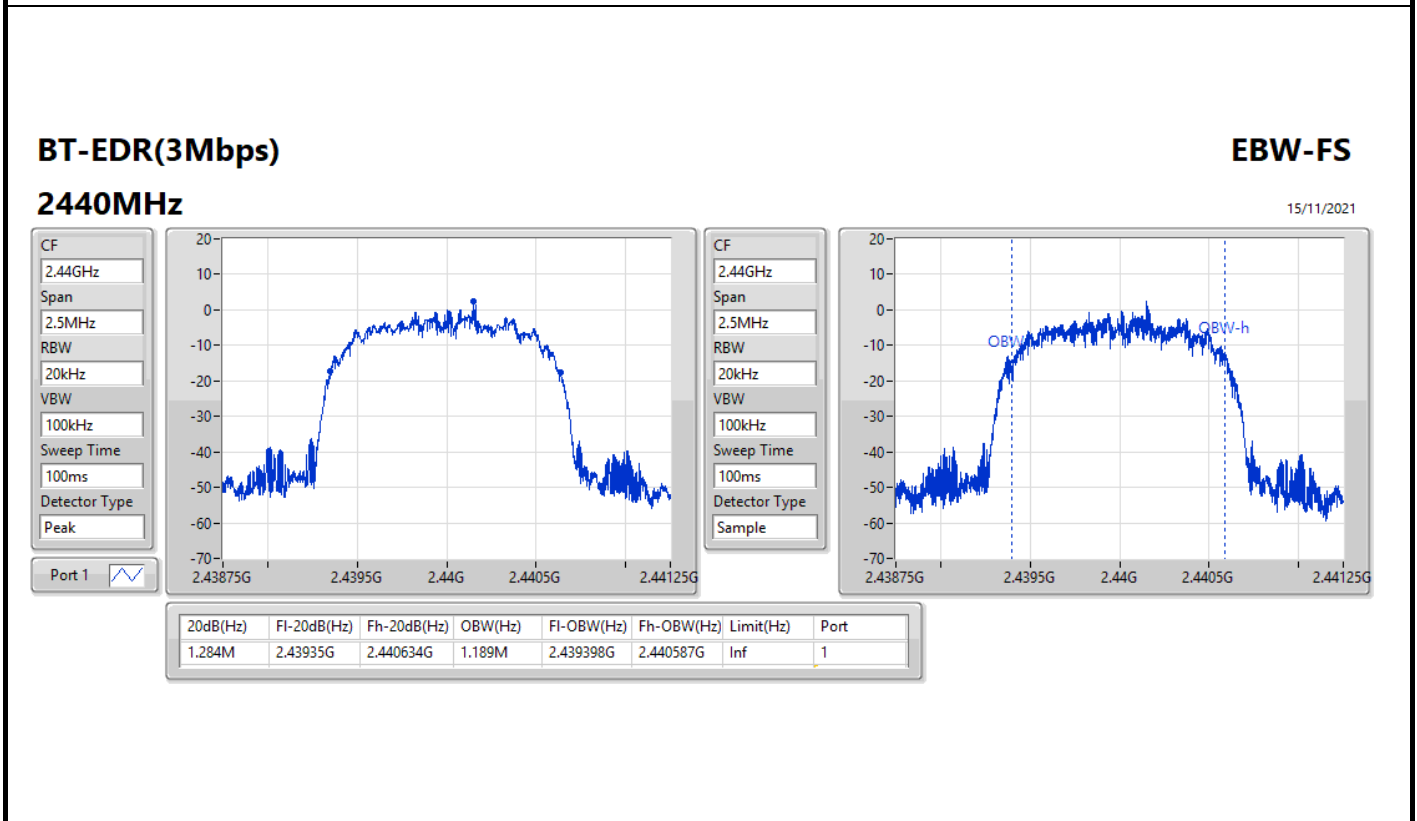 BT-EDR(3Mbps)
EBW-FS
2440MHz
15/11/2021
CF
2.44GHz
Span
2.5MHz
RBW
20kHz
VBW
100kHz
Sweep Time
100ms
Detector Type
Peak
Port 1
20
10
0
-10
-20
-30
-40
-50
-60
-70
2.43875G 2.4395G 2.44G 2.4405G 2.44125G
CF
2.44GHz
Span
2.5MHz
RBW
20kHz
VBW
100kHz
Sweep Time
100ms
Detector Type
Sample
20
10
0
-10
-20
-30
-40
-50
-60
-70
OBW
OBW-h
2.43875G 2.4395G 2.44G 2.4405G 2.44125G
20dB(Hz) Fl-20dB(Hz) Fh-20dB(Hz) OBW(Hz) Fl-OBW(Hz) Fh-OBW(Hz) Limit(Hz) Port
1.284M 2.43935G 2.440634G 1.189M 2.439398G 2.440587G Inf 1